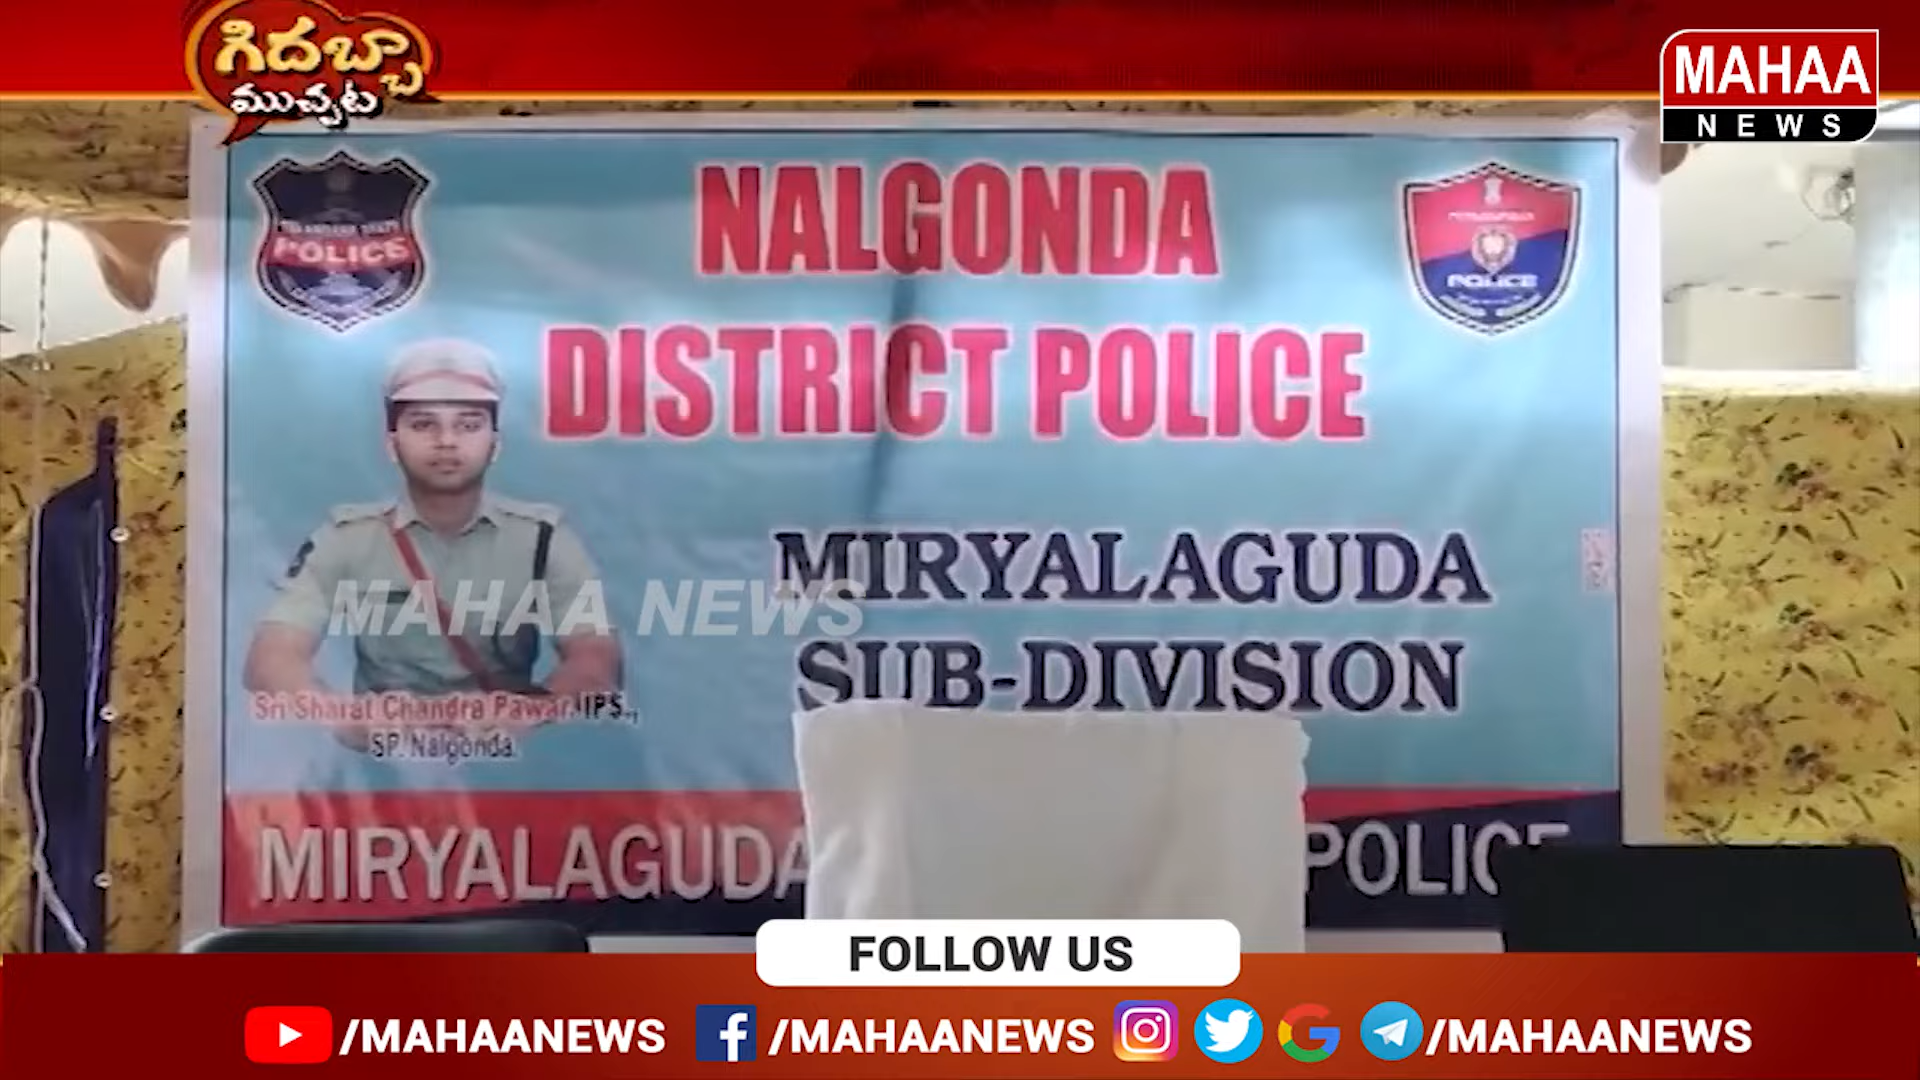 గిదబ్బా
ముచ్చట
MAHAA
NEWS
NALGONDA
DISTRICT POLICE
POLICE
POLICE
MIRYALAGUDA
SUB-DIVISION
MAHAA NEWS
Sri Sharat Chandra Pawar. IPS.,
SP. Nalgonda.
MIRYALAGUDA POLICE
FOLLOW US
/MAHAANEWS /MAHAANEWS /MAHAANEWS